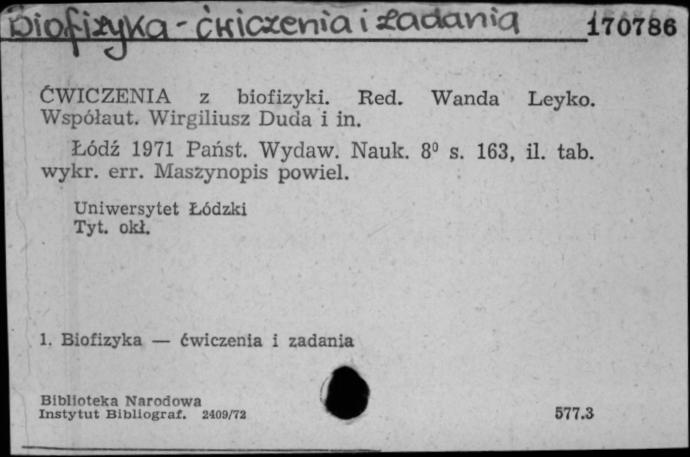 Biofizyka - ćwiczenia i zadania 170786
ĆWICZENIA z biofizyki. Red. Wanda Leyko.
Współaut. Wirgiliusz Duda i in.
Łódź 1971 Państ. Wydaw. Nauk. 8⁰ s. 163, il. tab.
wykr. err. Maszynopis powiel.
Uniwersytet Łódzki
Tyt. okł.
1. Biofizyka — ćwiczenia i zadania
Biblioteka Narodowa
Instytut Bibliograf. 2409/72 577.3